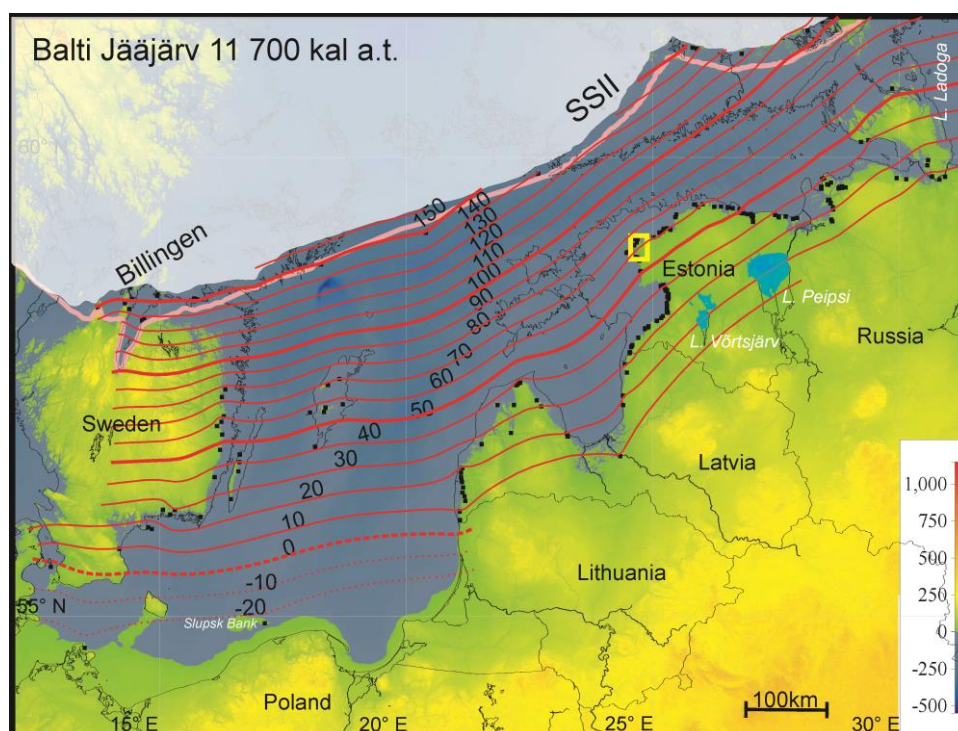 Balti Jääjärv 11 700 kal a.t.
L. Ladoga
SSII
60° N
Billingen
150
140
130
120
110
100
90
80
70
60
50
40
30
20
10
0
-10
-20
Estonia
L. Peipsi
L. Võrtsjärv
Russia
Sweden
Latvia
Lithuania
55° N
Slupsk Bank
Poland
100km
16° E
20° E
25° E
30° E
1,000
750
500
250
0
-250
-500